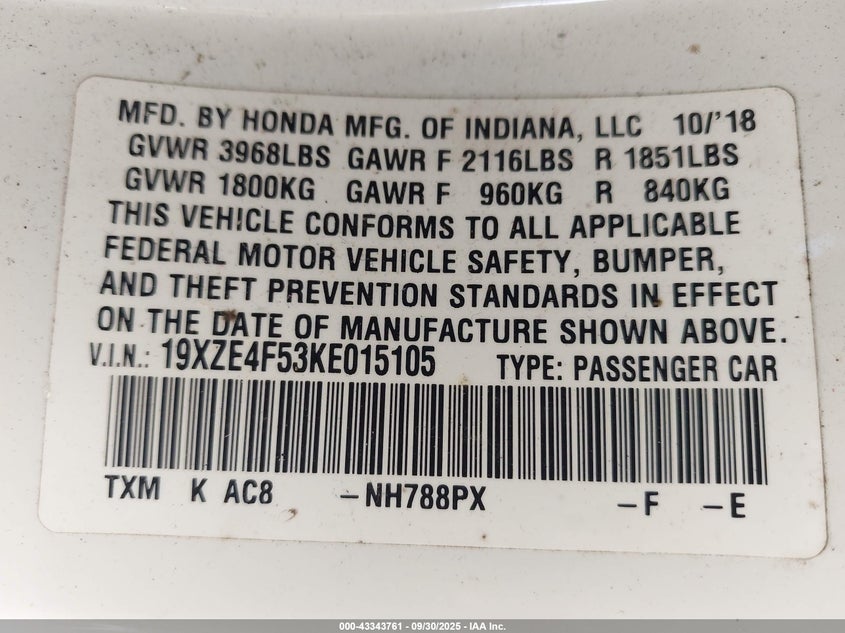 MFD. BY HONDA MFG. OF INDIANA, LLC 10/'18
GVWR 3968LBS GAWR F 2116LBS R 1851LBS
GVWR 1800KG GAWR F 960KG R 840KG
THIS VEHICLE CONFORMS TO ALL APPLICABLE
FEDERAL MOTOR VEHICLE SAFETY, BUMPER,
AND THEFT PREVENTION STANDARDS IN EFFECT
ON THE DATE OF MANUFACTURE SHOWN ABOVE.
V.I.N.: 19XZE4F53KE015105 TYPE: PASSENGER CAR
TXM K AC8 -NH788PX -F -E
000-43343761 - 09/30/2025 - IAA Inc.